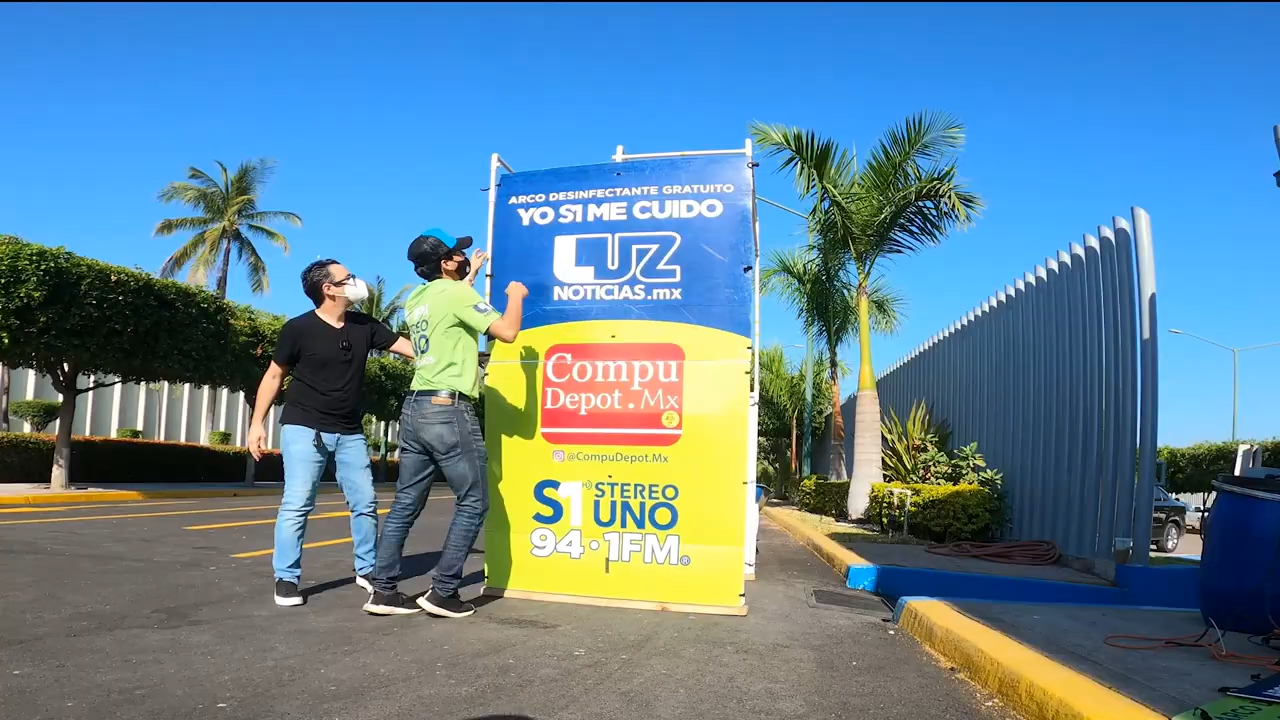 ARCO DESINFECTANTE GRATUITO
YO S1 ME CUIDO
LUZ
NOTICIAS.mx
Compu
Depot.Mx
@CompuDepot.Mx
S1 STEREO
UNO
94.1FM®